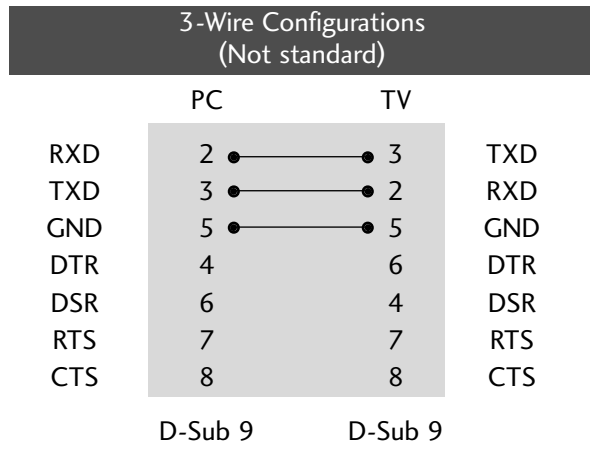 3-Wire Configurations
(Not standard)
PC TV
RXD 2 3 TXD
TXD 3 2 RXD
GND 5 5 GND
DTR 4 6 DTR
DSR 6 4 DSR
RTS 7 7 RTS
CTS 8 8 CTS
D-Sub 9 D-Sub 9